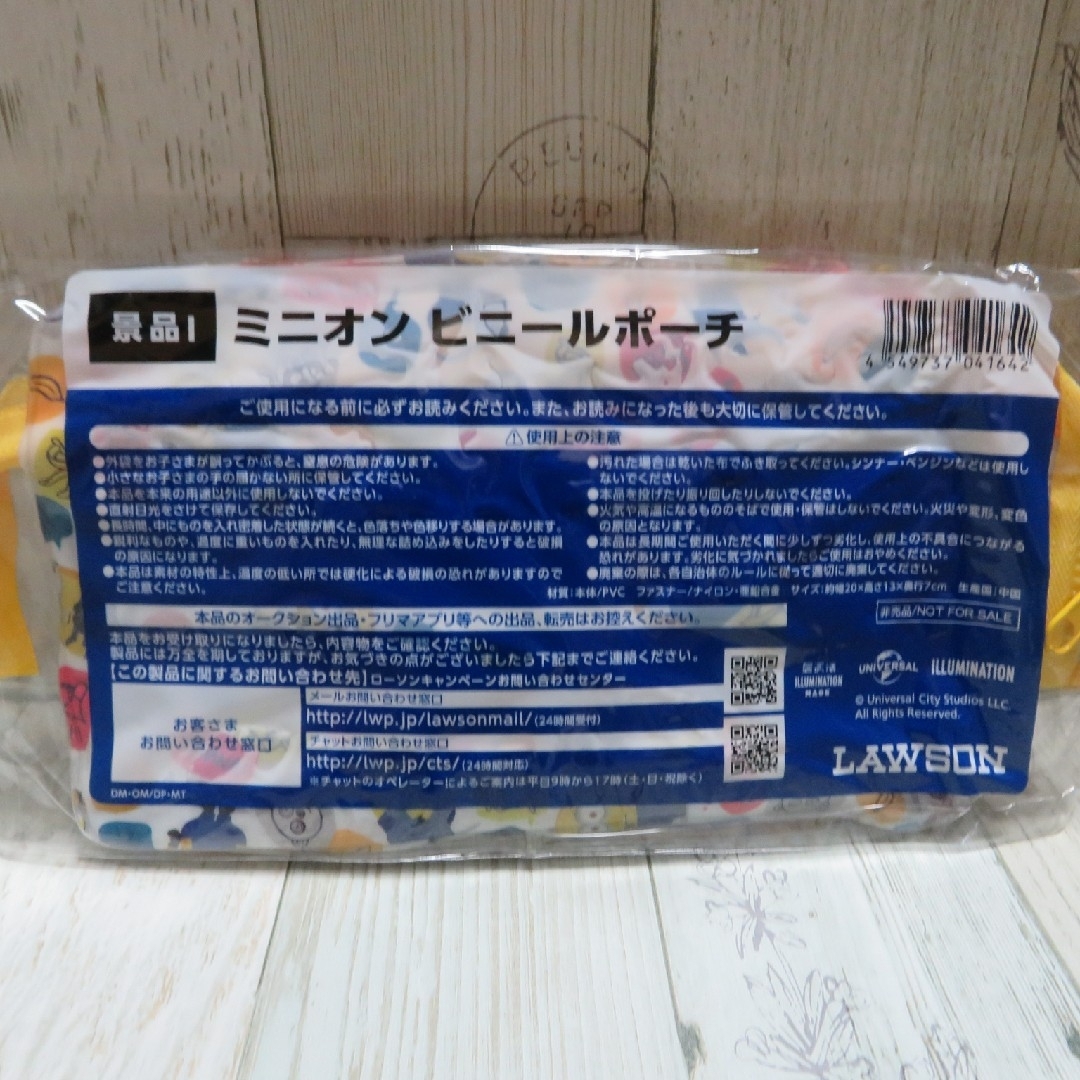 景品I ミニオン ビニールポーチ
4 549737 041642
ご使用になる前に必ずお読みください。また、お読みになった後も大切に保管してください。
⚠使用上の注意
●外袋をお子さまが誤ってかぶると、窒息の危険があります。
●小さなお子さまの手の届かない所に保管してください。
●本品を本来の用途以外に使用しないでください。
●直射日光をさけて保存してください。
●長時間、中にものを入れ密着した状態が続くと、色落ちや色移りする場合があります。
●鋭利なものや、過度に重いものを入れたり、無理な詰め込みをしたりすると破損
の原因になります。
●本品は素材の特性上、温度の低い所では硬化による破損の恐れがありますので
ご注意ください。
●汚れた場合は乾いた布でふき取ってください。シンナー・ベンジンなどは使用し
ないでください。
●本品を投げたり振り回したりしないでください。
●火気や高温になるもののそばで使用・保管はしないでください。火災や変形、変色
の原因となります。
●本品は長期間ご使用いただく間に少しずつ劣化し、使用上の不具合につながる
恐れがあります。劣化に気づかれましたらご使用はおやめください。
●廃棄の際は、各自治体のルールに従って適切に廃棄してください。
材質:本体/PVC ファスナー/ナイロン・亜鉛合金 サイズ:約幅20×高さ13×奥行7cm 生産国:中国
本品のオークション出品・フリマアプリ等への出品、転売はお控えください。
非売品/NOT FOR SALE
本品をお受け取りになりましたら、内容物をご確認ください。
製品には万全を期しておりますが、お気づきの点がございましたら下記までご連絡ください。
【この製品に関するお問い合わせ先】ローソンキャンペーンお問い合わせセンター
お客さま
お問い合わせ窓口
メールお問い合わせ窓口
http://lwp.jp/lawsonmail/(24時間受付)
チャットお問い合わせ窓口
http://lwp.jp/cts/(24時間対応)
※チャットのオペレーターによるご案内は平日9時から17時(土・日・祝除く)
DM・OM/DP・MT
ILLUMINATION
UNIVERSAL
ILLUMINATION
© Universal City Studios LLC.
All Rights Reserved.
LAWSON